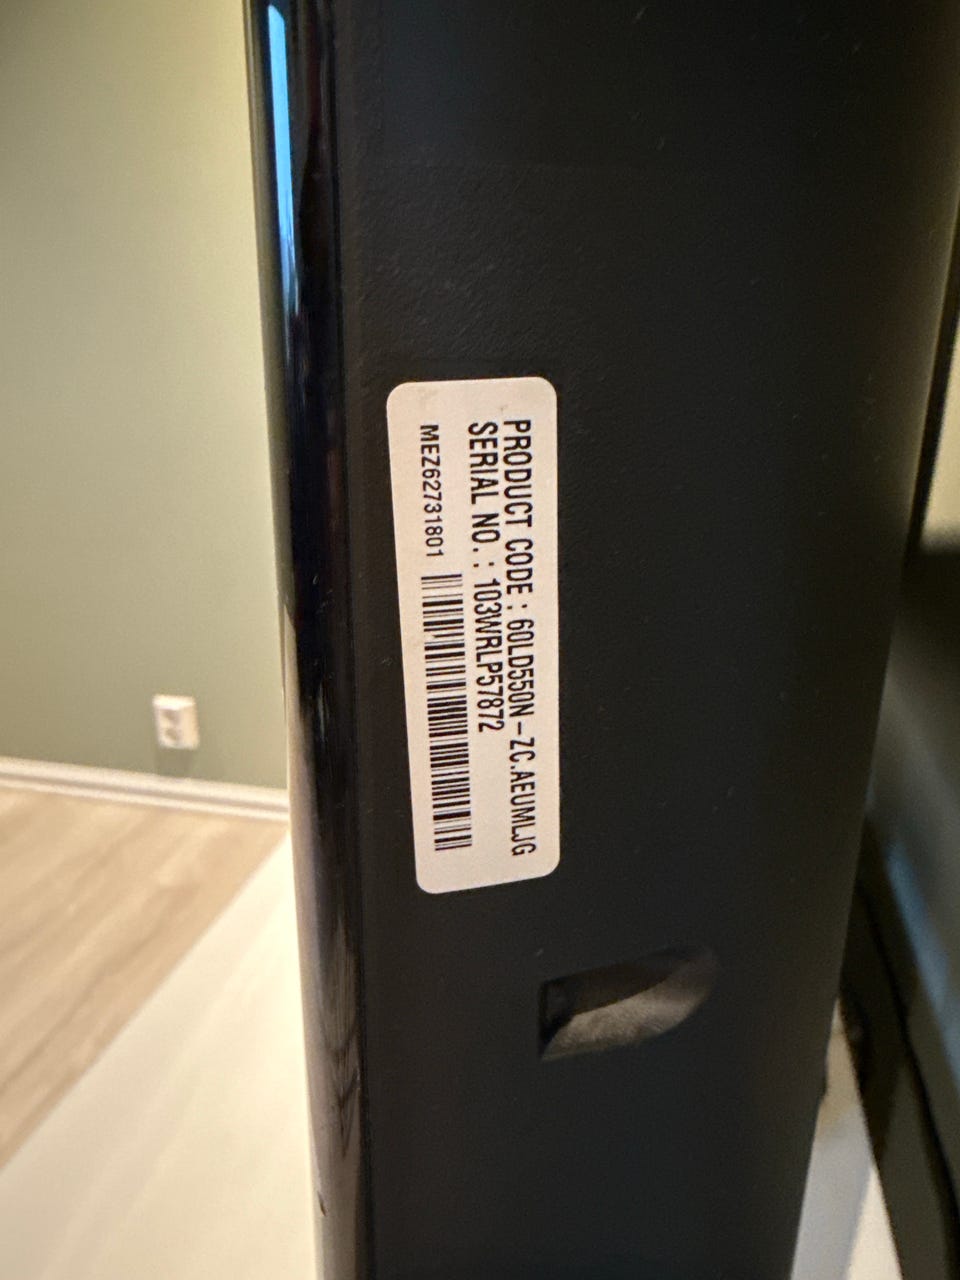 PRODUCT CODE : 60LD550N-ZC.AEUMLJG
SERIAL NO. : 103WRLP57872
MEZ62731801